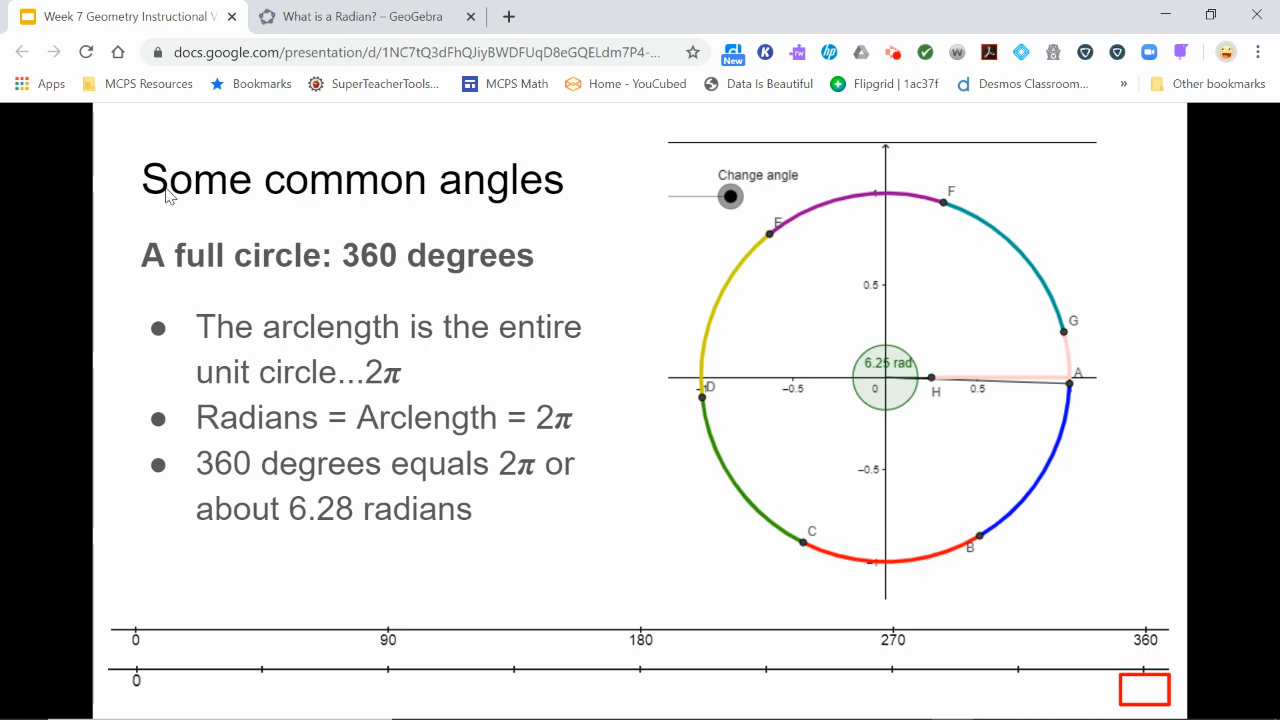 Week 7 Geometry Instructional V
What is a Radian? – GeoGebra
docs.google.com/presentation/d/1NC7tQ3dFhQJiyBWDFUqD8eGQELdm7P4-...
New
Apps MCPS Resources Bookmarks SuperTeacherTools... MCPS Math Home - YouCubed Data Is Beautiful Flipgrid | 1ac37f Desmos Classroom... » Other bookmarks
Some common angles
A full circle: 360 degrees
● The arclength is the entire
unit circle...2π
● Radians = Arclength = 2π
● 360 degrees equals 2π or
about 6.28 radians
Change angle
1
F
E
0.5
G
6.25 rad
A
-1
D
−0.5
0
H
0.5
−0.5
C
B
−1
0 90 180 270 360
0